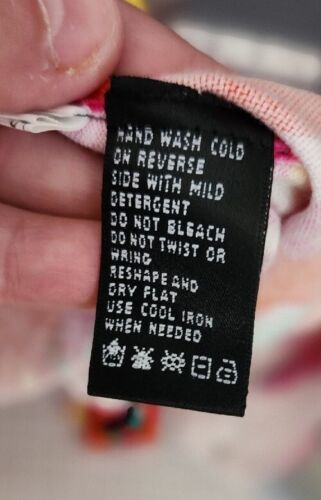 HAND WASH COLD
ON REVERSE
SIDE WITH MILD
DETERGENT
DO NOT BLEACH
DO NOT TWIST OR
WRING
RESHAPE AND
DRY FLAT
USE COOL IRON
WHEN NEEDED